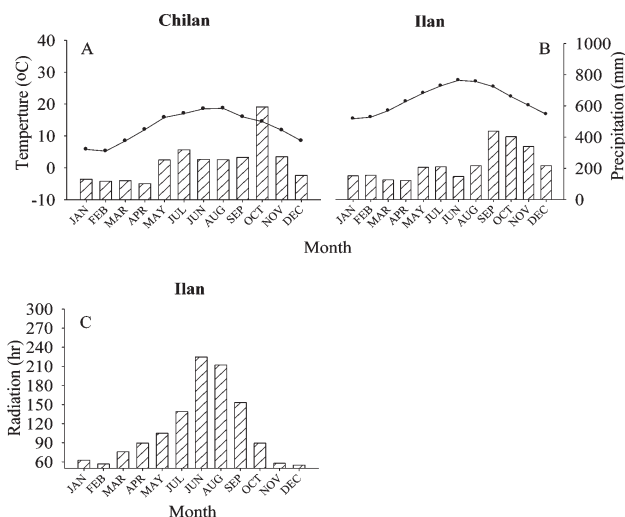 Chilan
Ilan
40
30
20
10
0
-10
A
Temperture (oC)
JAN FEB MAR APR MAY JUL JUN AUG SEP OCT NOV DEC
B
1000
800
600
400
200
0
Precipitation (mm)
JAN FEB MAR APR MAY JUL JUN AUG SEP OCT NOV DEC
Month
Ilan
300
270
240
210
180
150
120
90
60
C
Radiation (hr)
JAN FEB MAR APR MAY JUL JUN AUG SEP OCT NOV DEC
Month